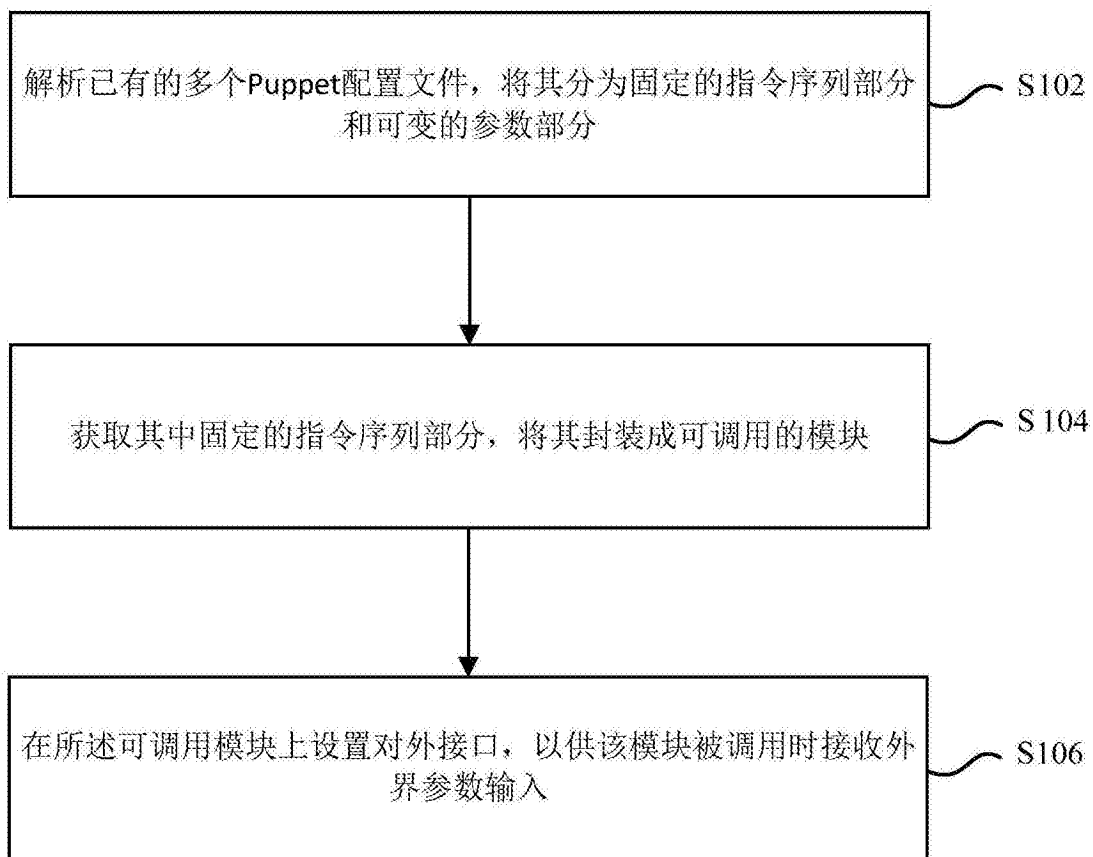 解析已有的多个Puppet配置文件，将其分为固定的指令序列部分
和可变的参数部分
S102
获取其中固定的指令序列部分，将其封装成可调用的模块
S 104
在所述可调用模块上设置对外接口，以供该模块被调用时接收外
界参数输入
S106